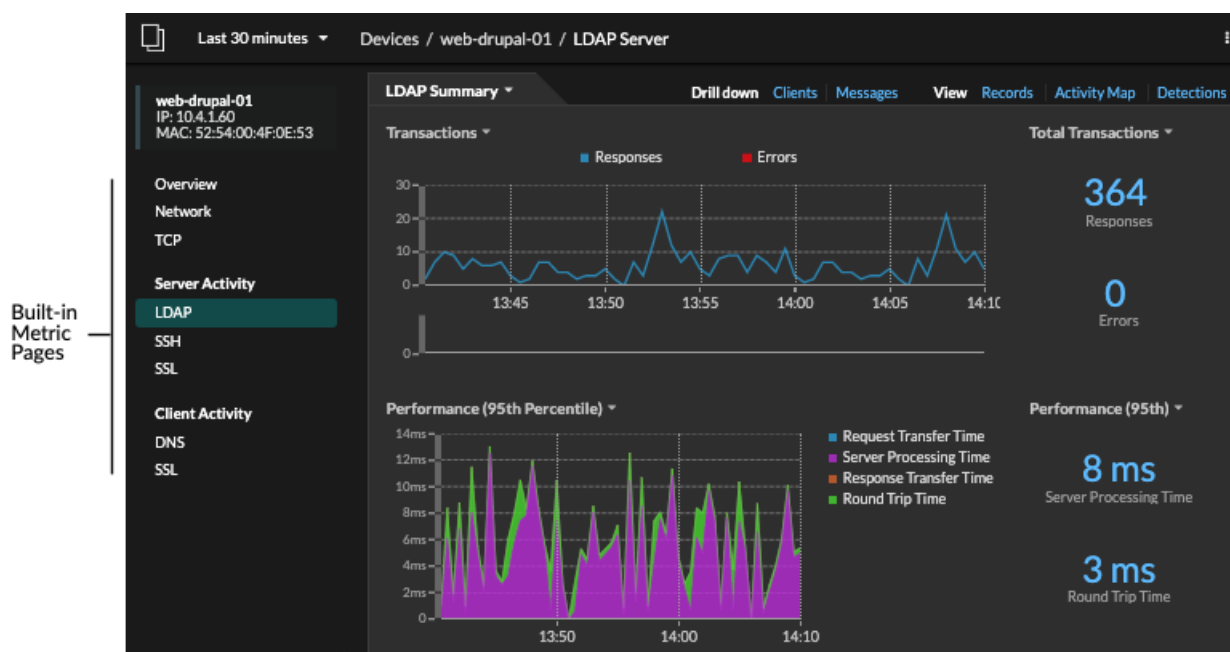 Last 30 minutes
Devices / web-drupal-01 / LDAP Server
web-drupal-01
IP: 10.4.1.60
MAC: 52:54:00:4F:0E:53
Overview
Network
TCP
Server Activity
LDAP
SSH
SSL
Client Activity
DNS
SSL
Built-in
Metric
Pages
LDAP Summary
Drill down Clients Messages View Records Activity Map Detections
Transactions
Responses Errors
30
20
10
0
13:45 13:50 13:55 14:00 14:05 14:10
0
Total Transactions
364
Responses
0
Errors
Performance (95th Percentile)
14ms
12ms
10ms
8ms
6ms
4ms
2ms
0
13:50 14:00 14:10
Request Transfer Time
Server Processing Time
Response Transfer Time
Round Trip Time
Performance (95th)
8 ms
Server Processing Time
3 ms
Round Trip Time